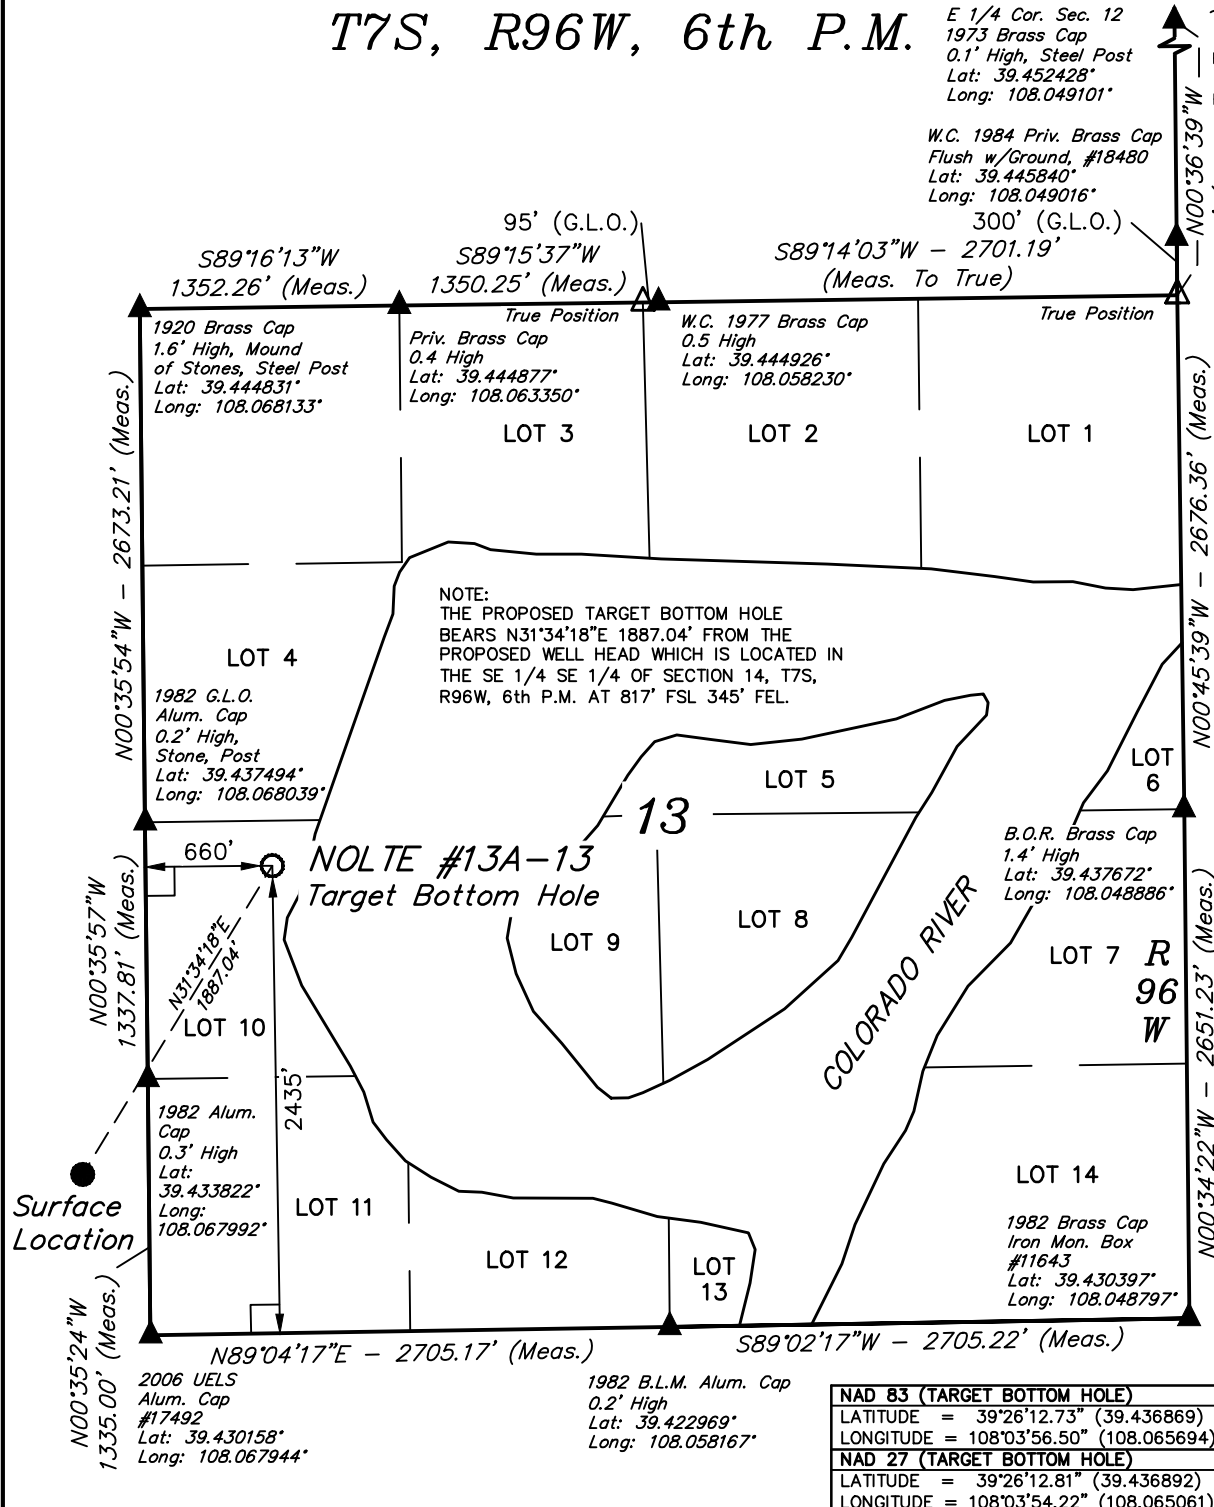 T7S, R96W, 6th P.M.
E 1/4 Cor. Sec. 12
1973 Brass Cap
0.1' High, Steel Post
Lat: 39.452428°
Long: 108.049101°
N00°36'39"W
W.C. 1984 Priv. Brass Cap
Flush w/Ground, #18480
Lat: 39.445840°
Long: 108.049016°
95' (G.L.O.)
300' (G.L.O.)
S89°16'13"W
1352.26' (Meas.)
S89°15'37"W
1350.25' (Meas.)
S89°14'03"W - 2701.19'
(Meas. To True)
True Position
True Position
1920 Brass Cap
1.6' High, Mound
of Stones, Steel Post
Lat: 39.444831°
Long: 108.068133°
Priv. Brass Cap
0.4 High
Lat: 39.444877°
Long: 108.063350°
W.C. 1977 Brass Cap
0.5 High
Lat: 39.444926°
Long: 108.058230°
LOT 3
LOT 2
LOT 1
N00°35'54"W - 2673.21' (Meas.)
N00°45'39"W - 2676.36' (Meas.)
NOTE:
THE PROPOSED TARGET BOTTOM HOLE
BEARS N31°34'18"E 1887.04' FROM THE
PROPOSED WELL HEAD WHICH IS LOCATED IN
THE SE 1/4 SE 1/4 OF SECTION 14, T7S,
R96W, 6th P.M. AT 817' FSL 345' FEL.
LOT 4
1982 G.L.O.
Alum. Cap
0.2' High,
Stone, Post
Lat: 39.437494°
Long: 108.068039°
LOT 5
LOT
6
13
660'
NOLTE #13A-13
Target Bottom Hole
B.O.R. Brass Cap
1.4' High
Lat: 39.437672°
Long: 108.048886°
N00°35'57"W
1337.81' (Meas.)
N31°34'18"E
1887.04'
LOT 9
LOT 8
COLORADO RIVER
LOT 7
R
96
W
N00°34'22"W - 2651.23' (Meas.)
LOT 10
2435'
1982 Alum.
Cap
0.3' High
Lat:
39.433822°
Long:
108.067992°
Surface
Location
LOT 11
LOT 12
LOT
13
LOT 14
1982 Brass Cap
Iron Mon. Box
#11643
Lat: 39.430397°
Long: 108.048797°
N00°35'24"W
1335.00' (Meas.)
N89°04'17"E - 2705.17' (Meas.)
S89°02'17"W - 2705.22' (Meas.)
2006 UELS
Alum. Cap
#17492
Lat: 39.430158°
Long: 108.067944°
1982 B.L.M. Alum. Cap
0.2' High
Lat: 39.422969°
Long: 108.058167°
NAD 83 (TARGET BOTTOM HOLE)
LATITUDE = 39°26'12.73" (39.436869)
LONGITUDE = 108°03'56.50" (108.065694)
NAD 27 (TARGET BOTTOM HOLE)
LATITUDE = 39°26'12.81" (39.436892)
LONGITUDE = 108°03'54.22" (108.065061)